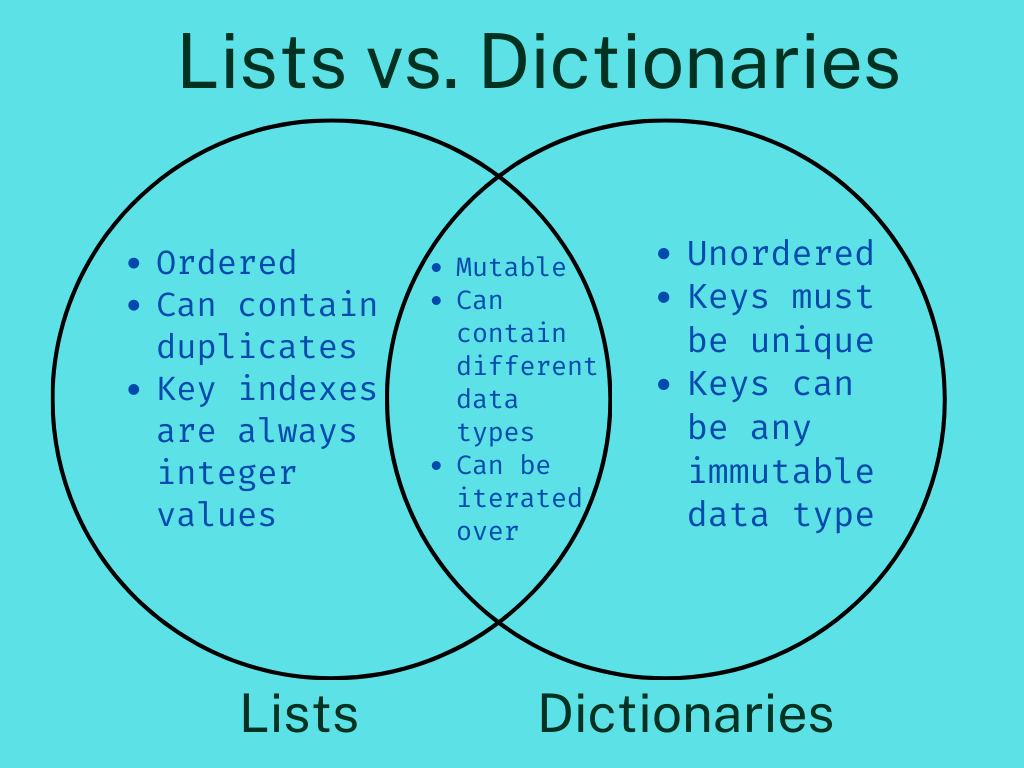 Lists vs. Dictionaries
• Ordered
• Can contain
duplicates
• Key indexes
are always
integer
values
• Mutable
• Can
contain
different
data
types
• Can be
iterated
over
• Unordered
• Keys must
be unique
• Keys can
be any
immutable
data type
Lists
Dictionaries